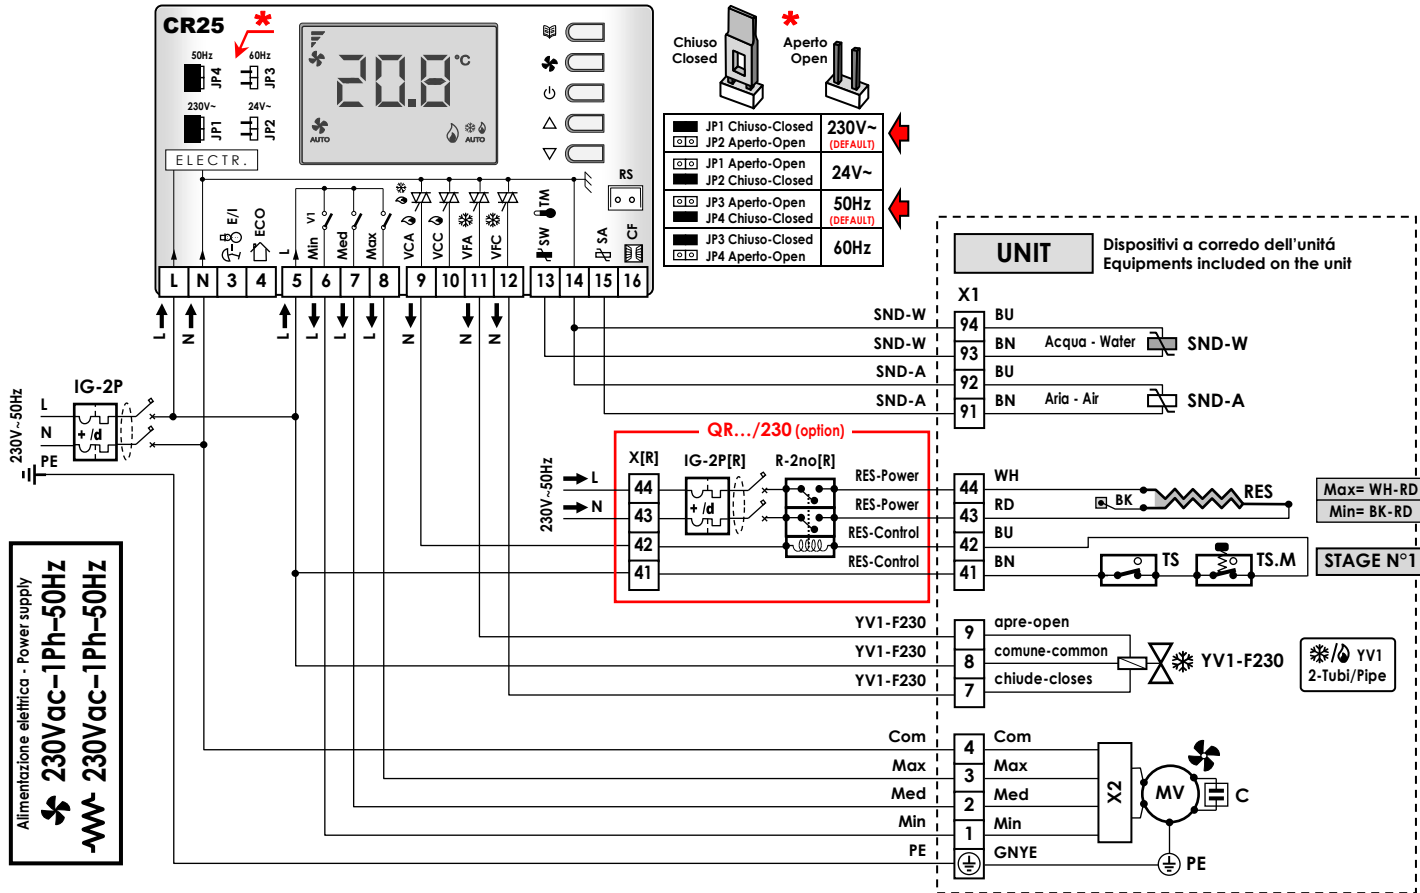 CR25
*
50Hz
60Hz
JP4
JP3
230V~
24V~
JP1
JP2
ELECTR.
20.8 °C
AUTO
AUTO
RS
E/I
ECO
L
Min
V1
Med
Max
VCA
VCC
VFA
VFC
SW
TM
SA
CF
L N 3 4 5 6 7 8 9 10 11 12 13 14 15 16
L N L L L L N N N
Chiuso
Closed
*
Aperto
Open
JP1 Chiuso-Closed
JP2 Aperto-Open
230V~
(DEFAULT)
JP1 Aperto-Open
JP2 Chiuso-Closed
24V~
JP3 Aperto-Open
JP4 Chiuso-Closed
50Hz
(DEFAULT)
JP3 Chiuso-Closed
JP4 Aperto-Open
60Hz
UNIT
Dispositivi a corredo dell'unitá
Equipments included on the unit
X1
SND-W 94 BU
SND-W 93 BN Acqua - Water SND-W
SND-A 92 BU
SND-A 91 BN Aria - Air SND-A
230V~50Hz
L
N
PE
IG-2P
+ /d
QR.../230 (option)
X[R] IG-2P[R] R-2no[R]
230V~50Hz
L
N
44
43
42
41
+ /d
RES-Power
RES-Power
RES-Control
RES-Control
44 WH
43 RD
42 BU
41 BN
BK
RES
TS
TS.M
Max= WH-RD
Min= BK-RD
STAGE N°1
YV1-F230 9 apre-open
YV1-F230 8 comune-common
YV1-F230 7 chiude-closes
YV1-F230
/ YV1
2-Tubi/Pipe
Com 4 Com
Max 3 Max
Med 2 Med
Min 1 Min
PE GNYE
X2
MV
C
PE
Alimentazione elettrica - Power supply
230Vac-1Ph-50Hz
230Vac-1Ph-50Hz